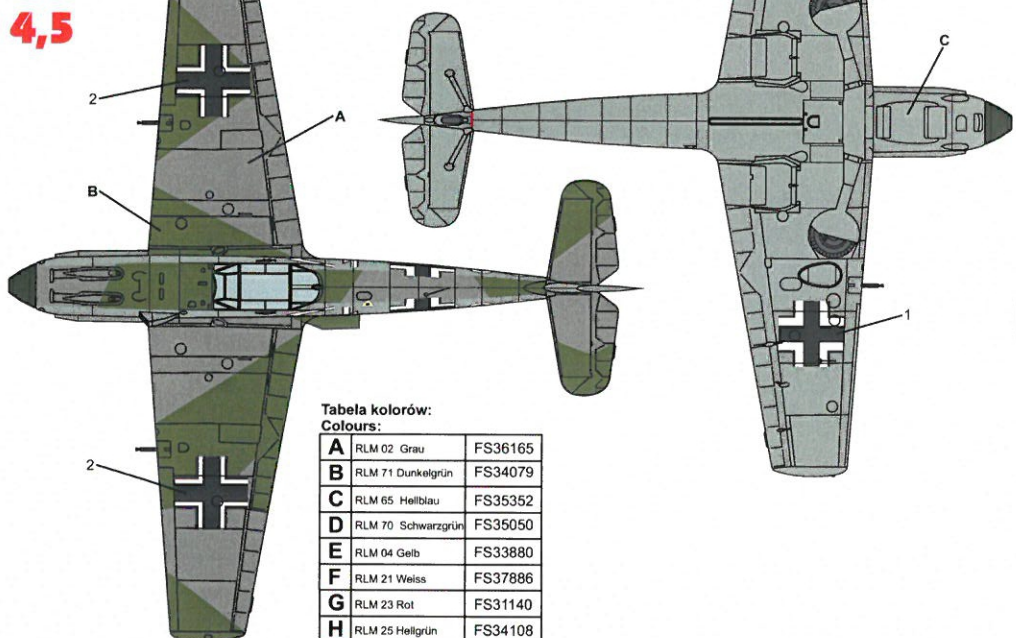 4,5
2
A
B
C
1
2
Tabela kolorów:
Colours:
A RLM 02 Grau FS36165
B RLM 71 Dunkelgrün FS34079
C RLM 65 Hellblau FS35352
D RLM 70 Schwarzgrün FS35050
E RLM 04 Gelb FS33880
F RLM 21 Weiss FS37886
G RLM 23 Rot FS31140
H RLM 25 Hellgrün FS34108